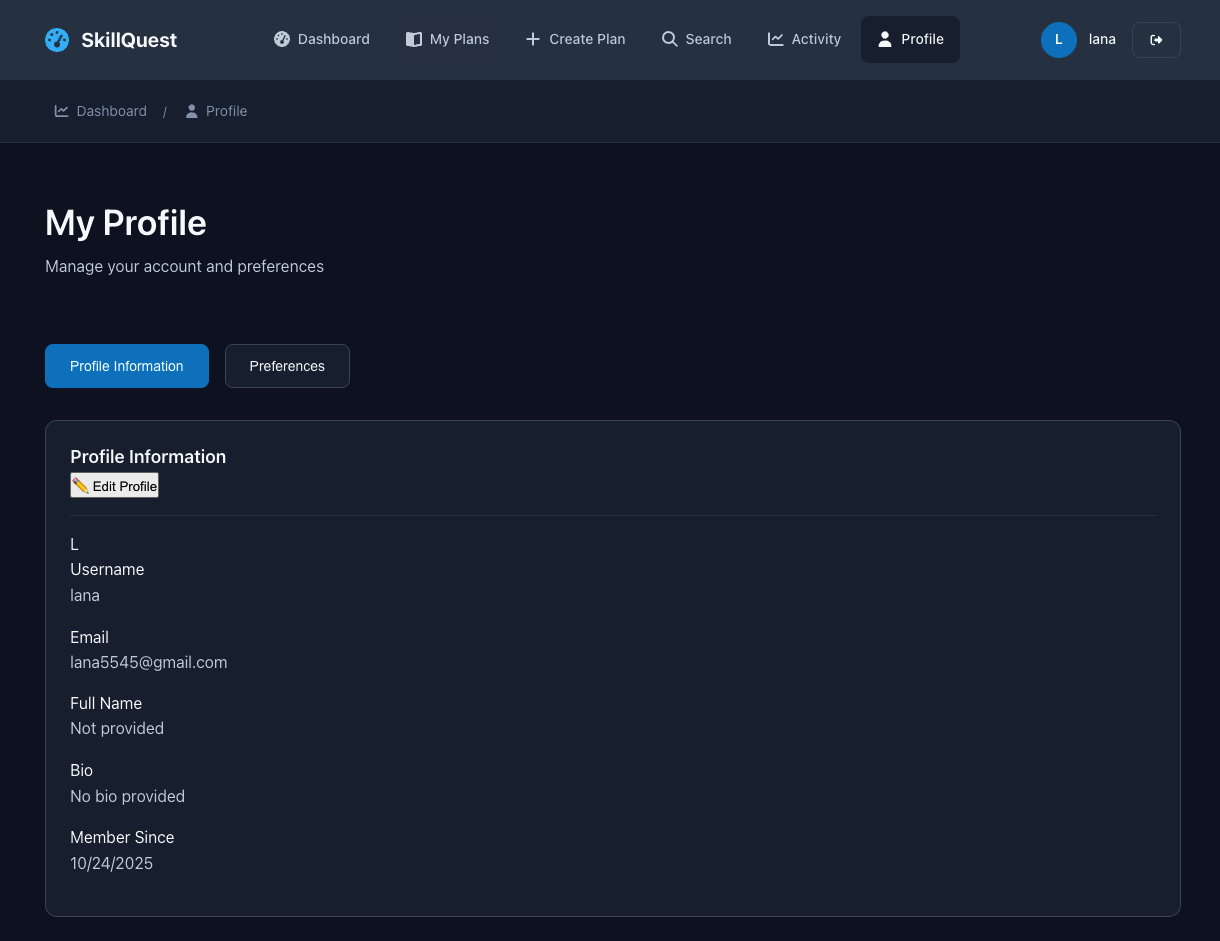 SkillQuest Dashboard My Plans Create Plan Search Activity Profile L lana
Dashboard / Profile
My Profile
Manage your account and preferences
Profile Information Preferences
Profile Information
✏️ Edit Profile
L
Username
lana
Email
lana5545@gmail.com
Full Name
Not provided
Bio
No bio provided
Member Since
10/24/2025